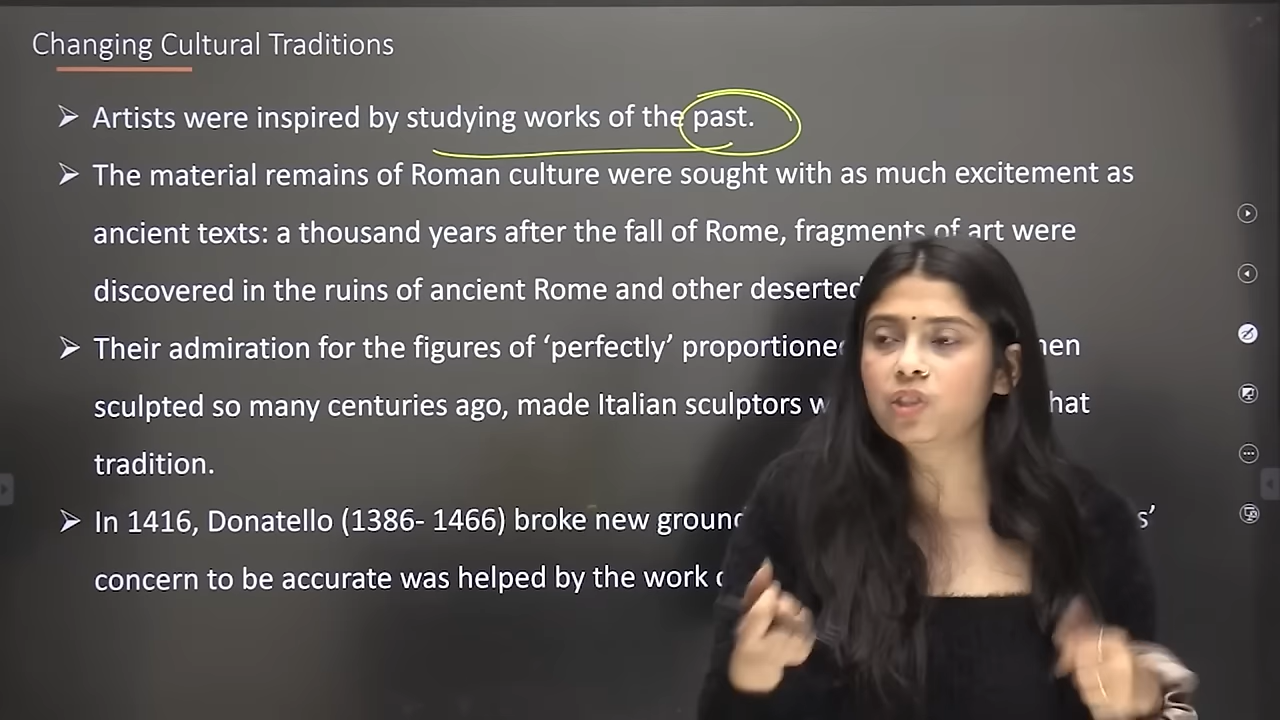 Changing Cultural Traditions
➢ Artists were inspired by studying works of the past.
➢ The material remains of Roman culture were sought with as much excitement as
ancient texts: a thousand years after the fall of Rome, fragments of art were
discovered in the ruins of ancient Rome and other deserted
➢ Their admiration for the figures of ‘perfectly’ proportioned
sculpted so many centuries ago, made Italian sculptors hat
tradition.
➢ In 1416, Donatello (1386- 1466) broke new ground s’
concern to be accurate was helped by the work